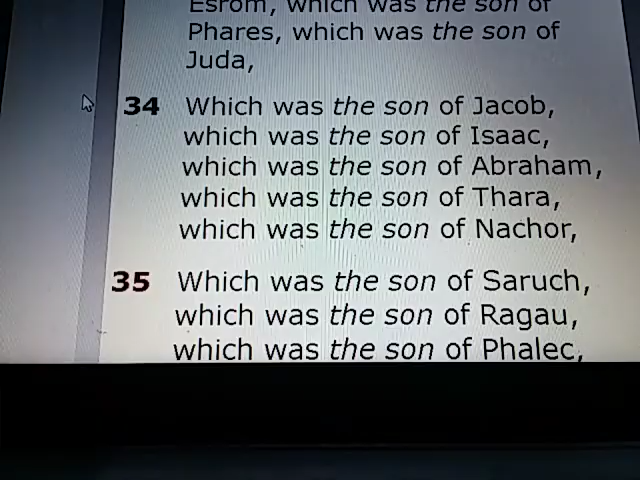 Esrom, which was the son of
Phares, which was the son of
Juda,
34 Which was the son of Jacob,
which was the son of Isaac,
which was the son of Abraham,
which was the son of Thara,
which was the son of Nachor,
35 Which was the son of Saruch,
which was the son of Ragau,
which was the son of Phalec,